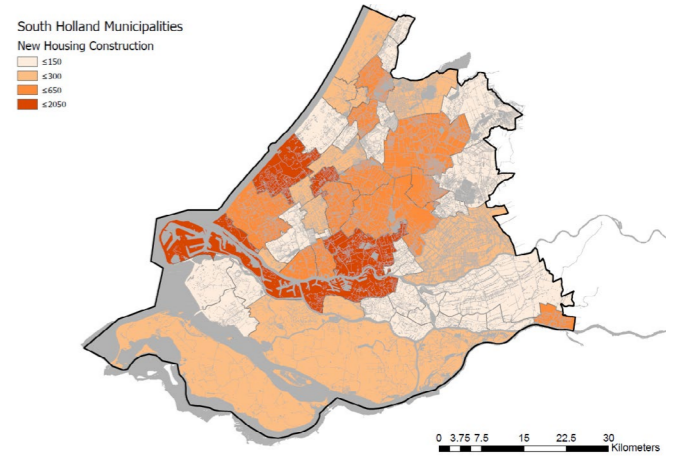 South Holland Municipalities
New Housing Construction
≤150
≤300
≤650
≤2050
0 3.75 7.5 15 22.5 30
Kilometers